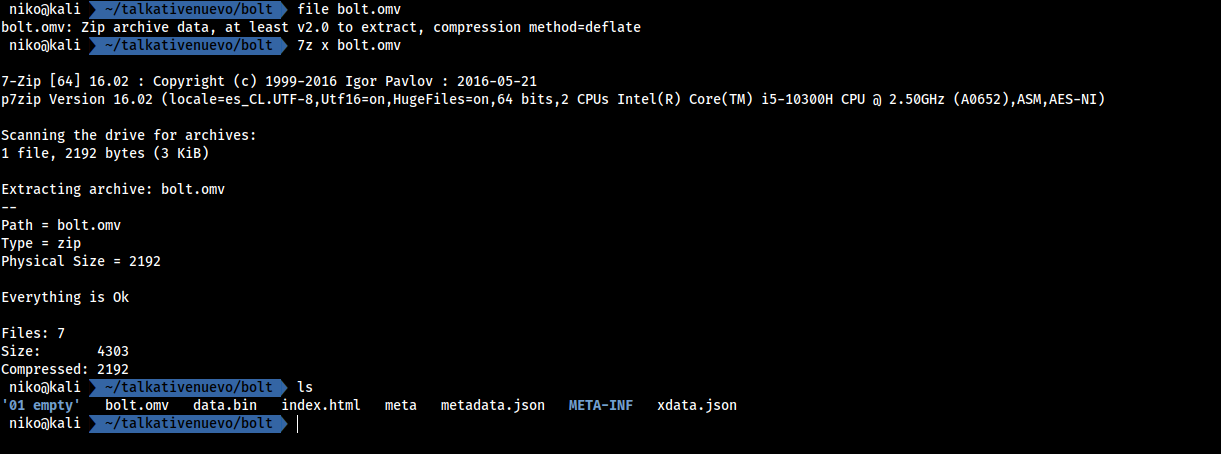 niko@kali ~/talkativenuevo/bolt file bolt.omv
bolt.omv: Zip archive data, at least v2.0 to extract, compression method=deflate
niko@kali ~/talkativenuevo/bolt 7z x bolt.omv
7-Zip [64] 16.02 : Copyright (c) 1999-2016 Igor Pavlov : 2016-05-21
p7zip Version 16.02 (locale=es_CL.UTF-8,Utf16=on,HugeFiles=on,64 bits,2 CPUs Intel(R) Core(TM) i5-10300H CPU @ 2.50GHz (A0652),ASM,AES-NI)
Scanning the drive for archives:
1 file, 2192 bytes (3 KiB)
Extracting archive: bolt.omv
--
Path = bolt.omv
Type = zip
Physical Size = 2192
Everything is Ok
Files: 7
Size:       4303
Compressed: 2192
niko@kali ~/talkativenuevo/bolt ls
'01 empty'   bolt.omv   data.bin   index.html   meta   metadata.json   META-INF   xdata.json
niko@kali ~/talkativenuevo/bolt